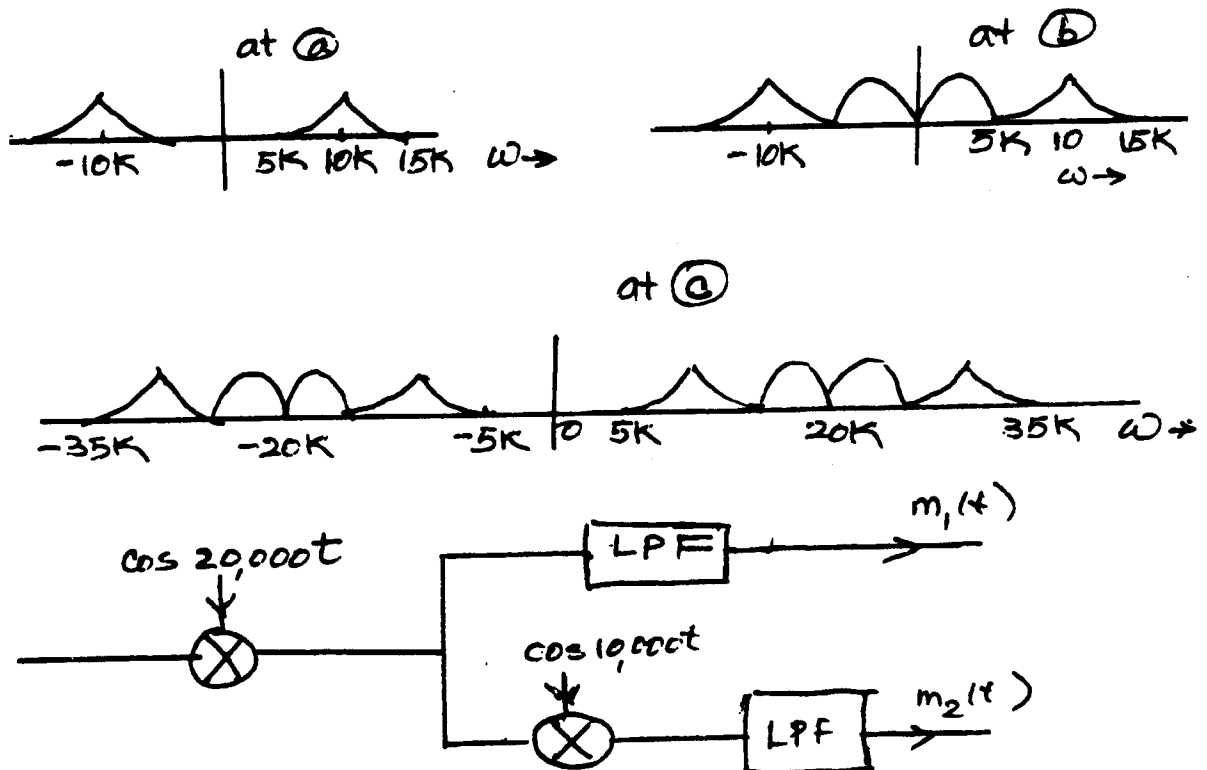 at ⓐ
-10K 5K 10K 15K ω→
at ⓑ
-10K 5K 10 15K
ω→
at ⓒ
-35K -20K -5K 0 5K 20K 35K ω→
m₁(t)
cos 20,000t
LPF
cos 10,000t
m₂(t)
LPF